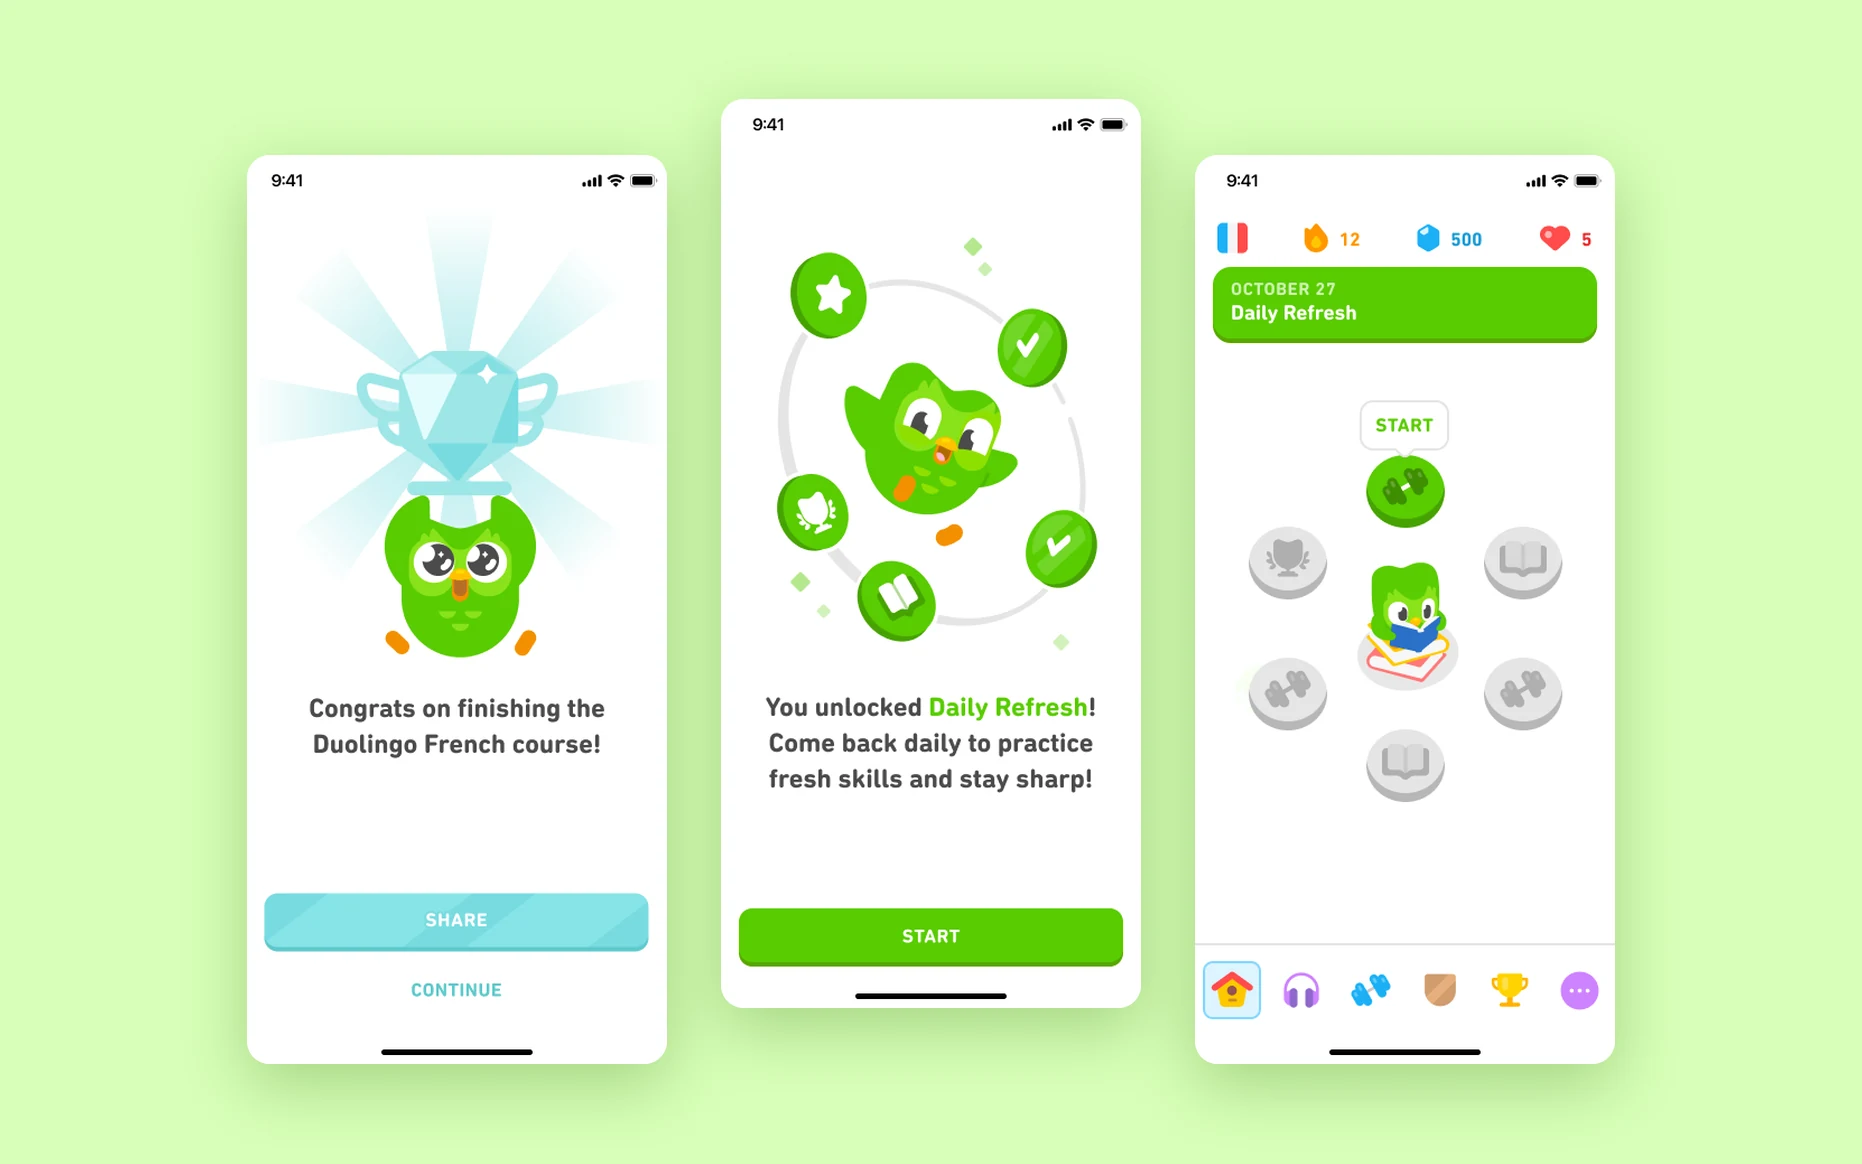 9:41
Congrats on finishing the
Duolingo French course!
SHARE
CONTINUE
9:41
You unlocked Daily Refresh!
Come back daily to practice
fresh skills and stay sharp!
START
9:41
12 500 5
OCTOBER 27
Daily Refresh
START